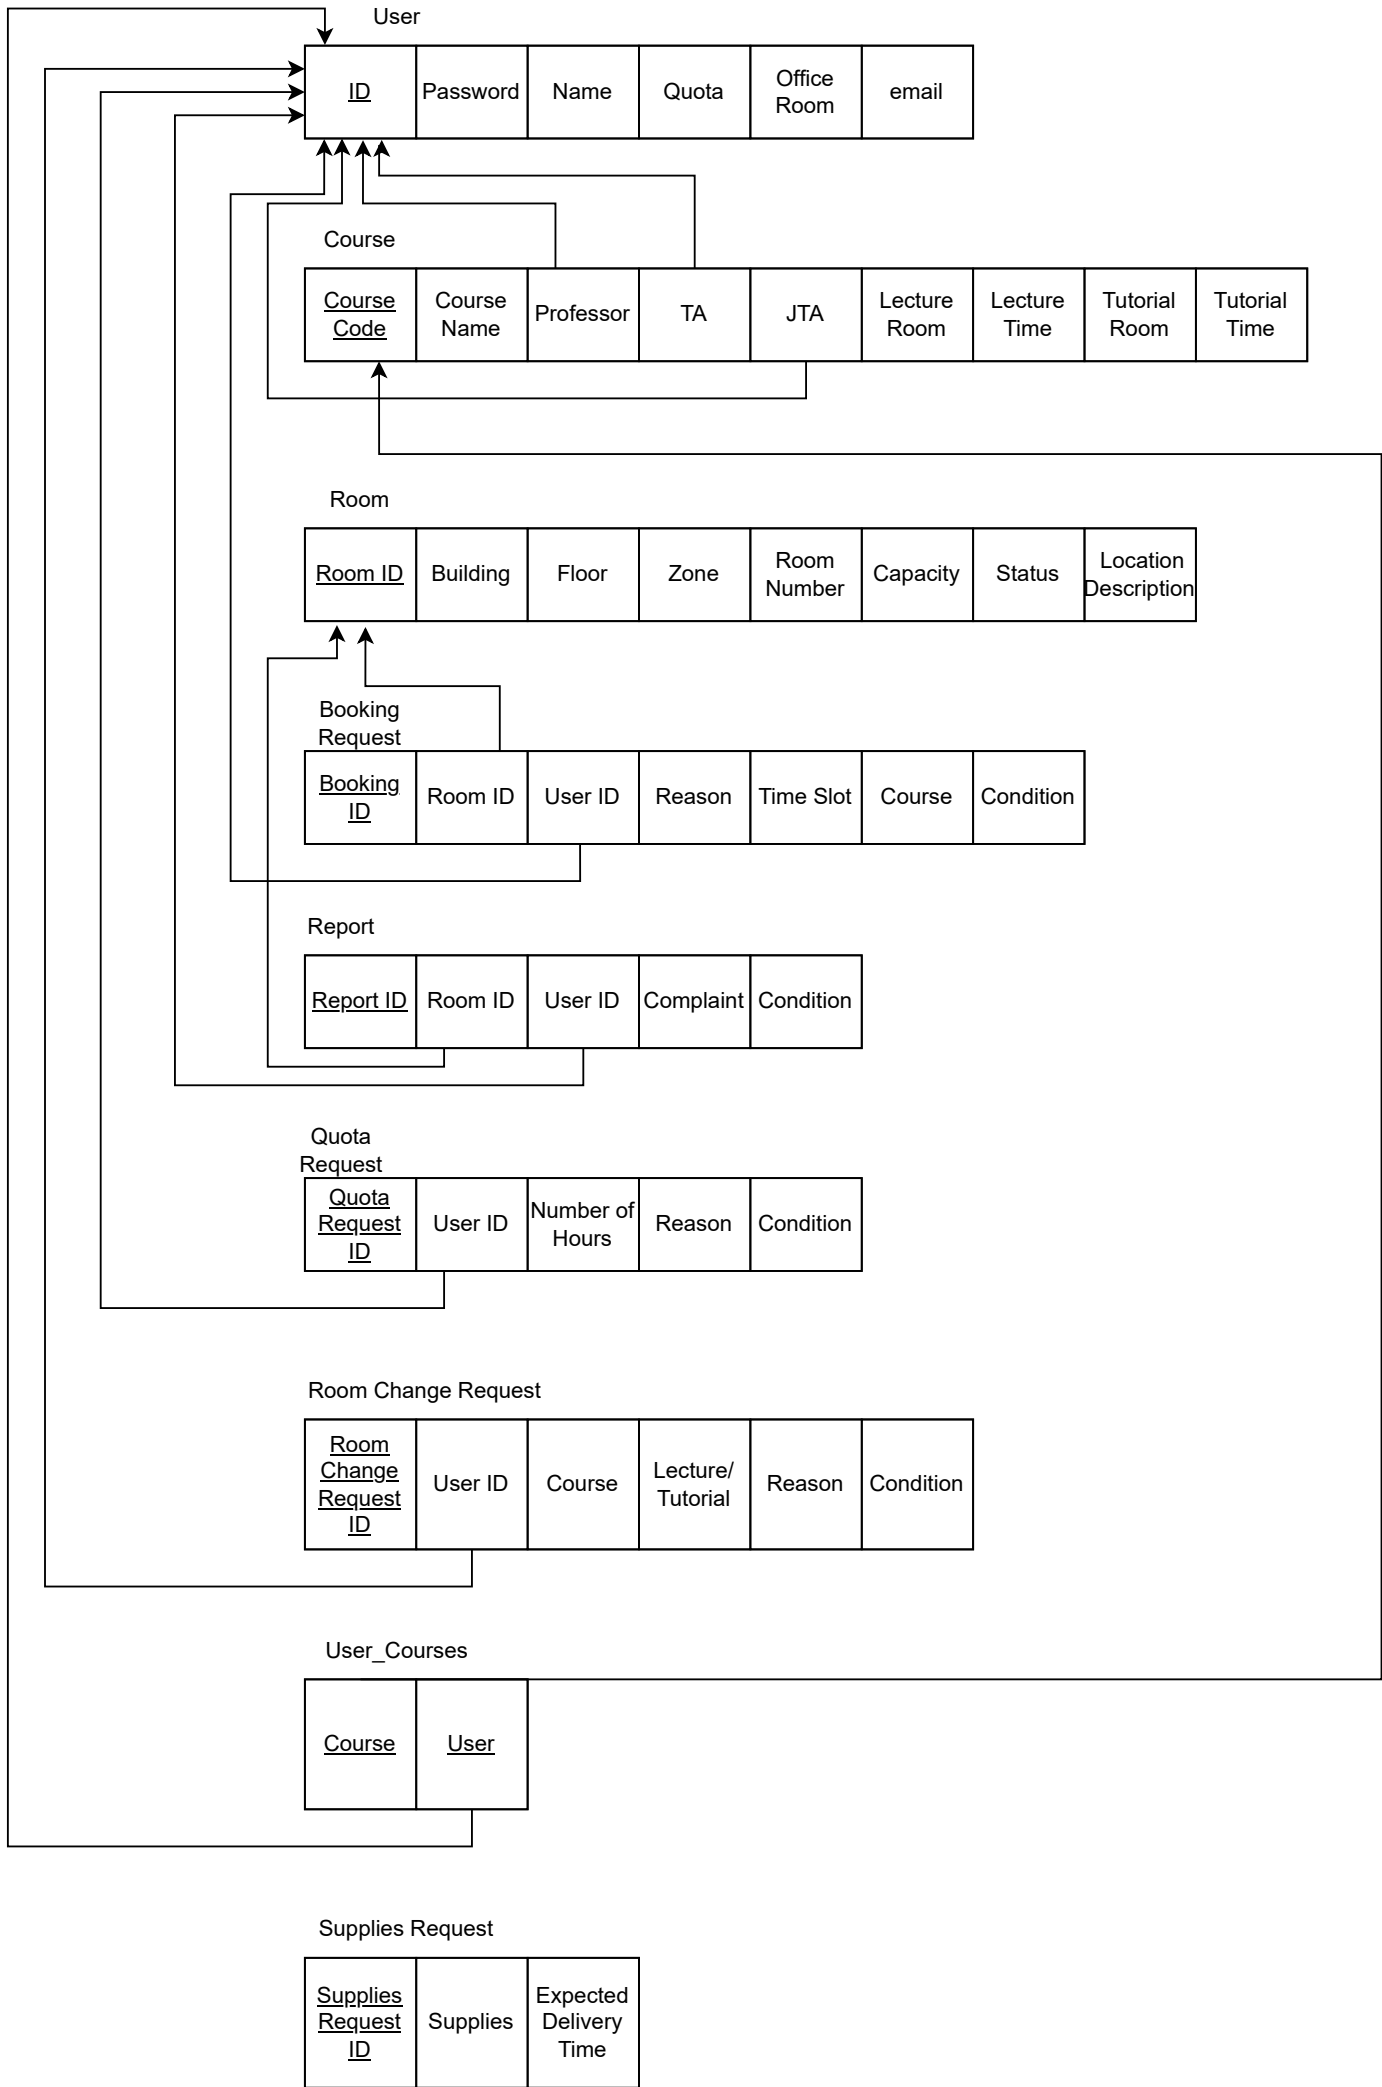 User
ID
Password
Name
Quota
Office
Room
email
Course
Course
Code
Course
Name
Professor
TA
JTA
Lecture
Room
Lecture
Time
Tutorial
Room
Tutorial
Time
Room
Room ID
Building
Floor
Zone
Room
Number
Capacity
Status
Location
Description
Booking
Request
Booking
ID
Room ID
User ID
Reason
Time Slot
Course
Condition
Report
Report ID
Room ID
User ID
Complaint
Condition
Quota
Request
Quota
Request
ID
User ID
Number of
Hours
Reason
Condition
Room Change Request
Room
Change
Request
ID
User ID
Course
Lecture/
Tutorial
Reason
Condition
User_Courses
Course
User
Supplies Request
Supplies
Request
ID
Supplies
Expected
Delivery
Time